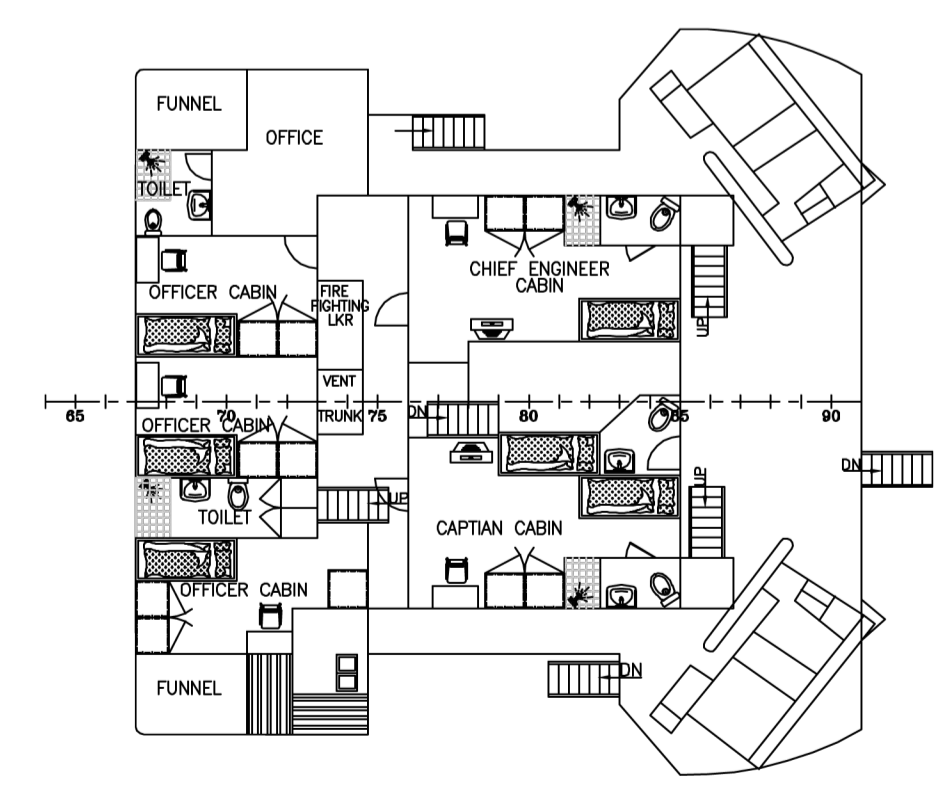 FUNNEL
OFFICE
TOILET
CHIEF ENGINEER
CABIN
OFFICER CABIN
FIRE
FIGHTING
LKR
UP
VENT
65
70
TRUNK
75
DN
80
85
90
OFFICER CABIN
DN
UP
UP
TOILET
CAPTIAN CABIN
OFFICER CABIN
FUNNEL
DN